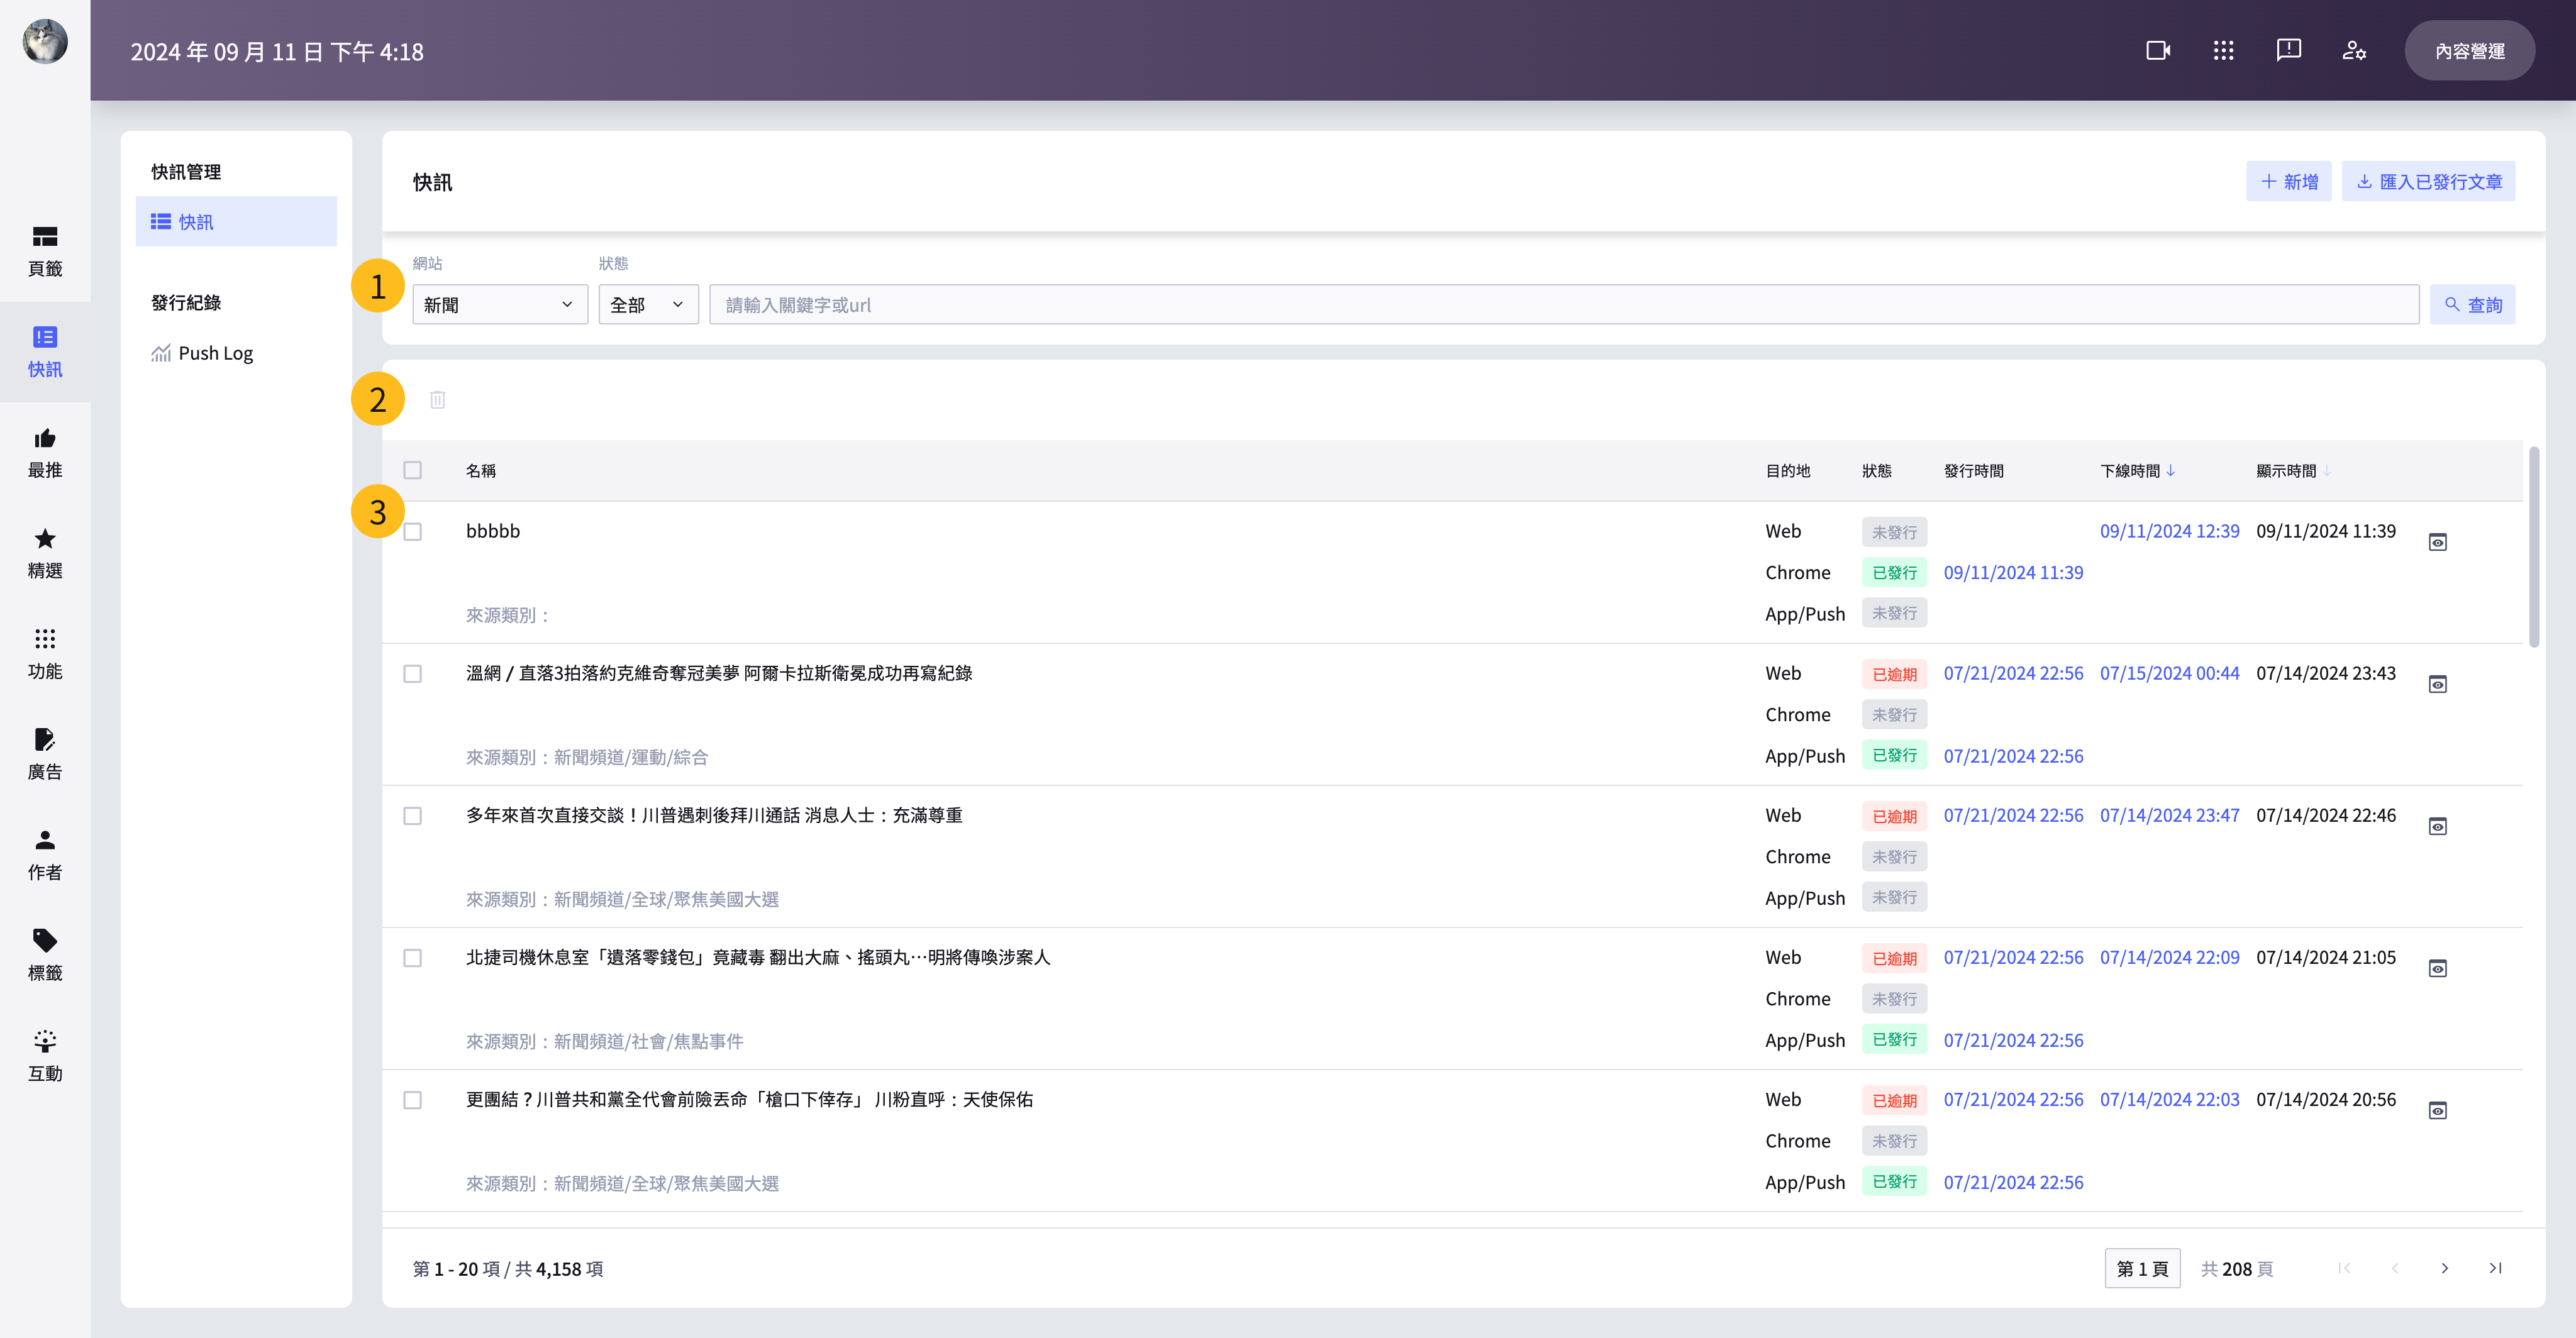 2024 年 09 月 11 日 下午 4:18
內容營運
頁籤
快訊
最推
精選
功能
廣告
作者
標籤
互動
快訊管理
快訊
發行紀錄
Push Log
快訊
新增
匯入已發行文章
1
網站
狀態
新聞
全部
請輸入關鍵字或url
查詢
2
名稱
目的地
狀態
發行時間
下線時間
顯示時間
3
bbbbb
Web 未發行 09/11/2024 12:39 09/11/2024 11:39
Chrome 已發行 09/11/2024 11:39
來源類別：
App/Push 未發行
溫網 / 直落3拍落約克維奇奪冠美夢 阿爾卡拉斯衛冕成功再寫紀錄
Web 已逾期 07/21/2024 22:56 07/15/2024 00:44 07/14/2024 23:43
Chrome 未發行
來源類別：新聞頻道/運動/綜合
App/Push 已發行 07/21/2024 22:56
多年來首次直接交談！川普遇刺後拜川通話 消息人士：充滿尊重
Web 已逾期 07/21/2024 22:56 07/14/2024 23:47 07/14/2024 22:46
Chrome 未發行
來源類別：新聞頻道/全球/聚焦美國大選
App/Push 未發行
北捷司機休息室「遺落零錢包」竟藏毒 翻出大麻、搖頭丸…明將傳喚涉案人
Web 已逾期 07/21/2024 22:56 07/14/2024 22:09 07/14/2024 21:05
Chrome 未發行
來源類別：新聞頻道/社會/焦點事件
App/Push 已發行 07/21/2024 22:56
更團結？川普共和黨全代會前險丟命「槍口下倖存」 川粉直呼：天使保佑
Web 已逾期 07/21/2024 22:56 07/14/2024 22:03 07/14/2024 20:56
Chrome 未發行
來源類別：新聞頻道/全球/聚焦美國大選
App/Push 已發行 07/21/2024 22:56
第 1 - 20 項 / 共 4,158 項
第 1 頁
共 208 頁